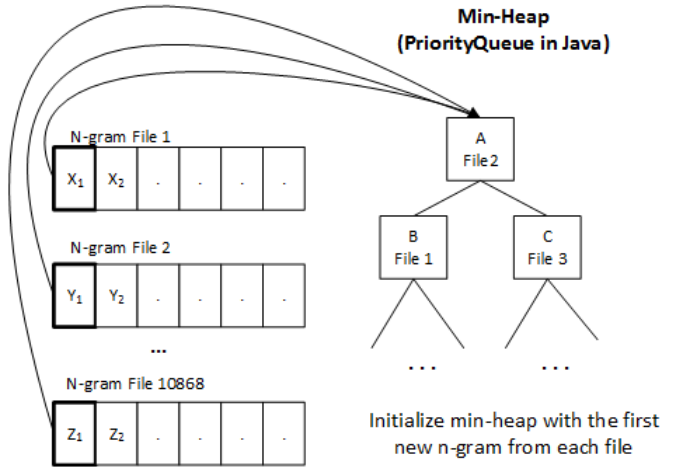 Min-Heap
(PriorityQueue in Java)
N-gram File 1
X₁ X₂ . . . .
N-gram File 2
Y₁ Y₂ . . . .
...
N-gram File 10868
Z₁ Z₂ . . . .
A
File2
B
File 1
C
File 3
... ...
Initialize min-heap with the first
new n-gram from each file